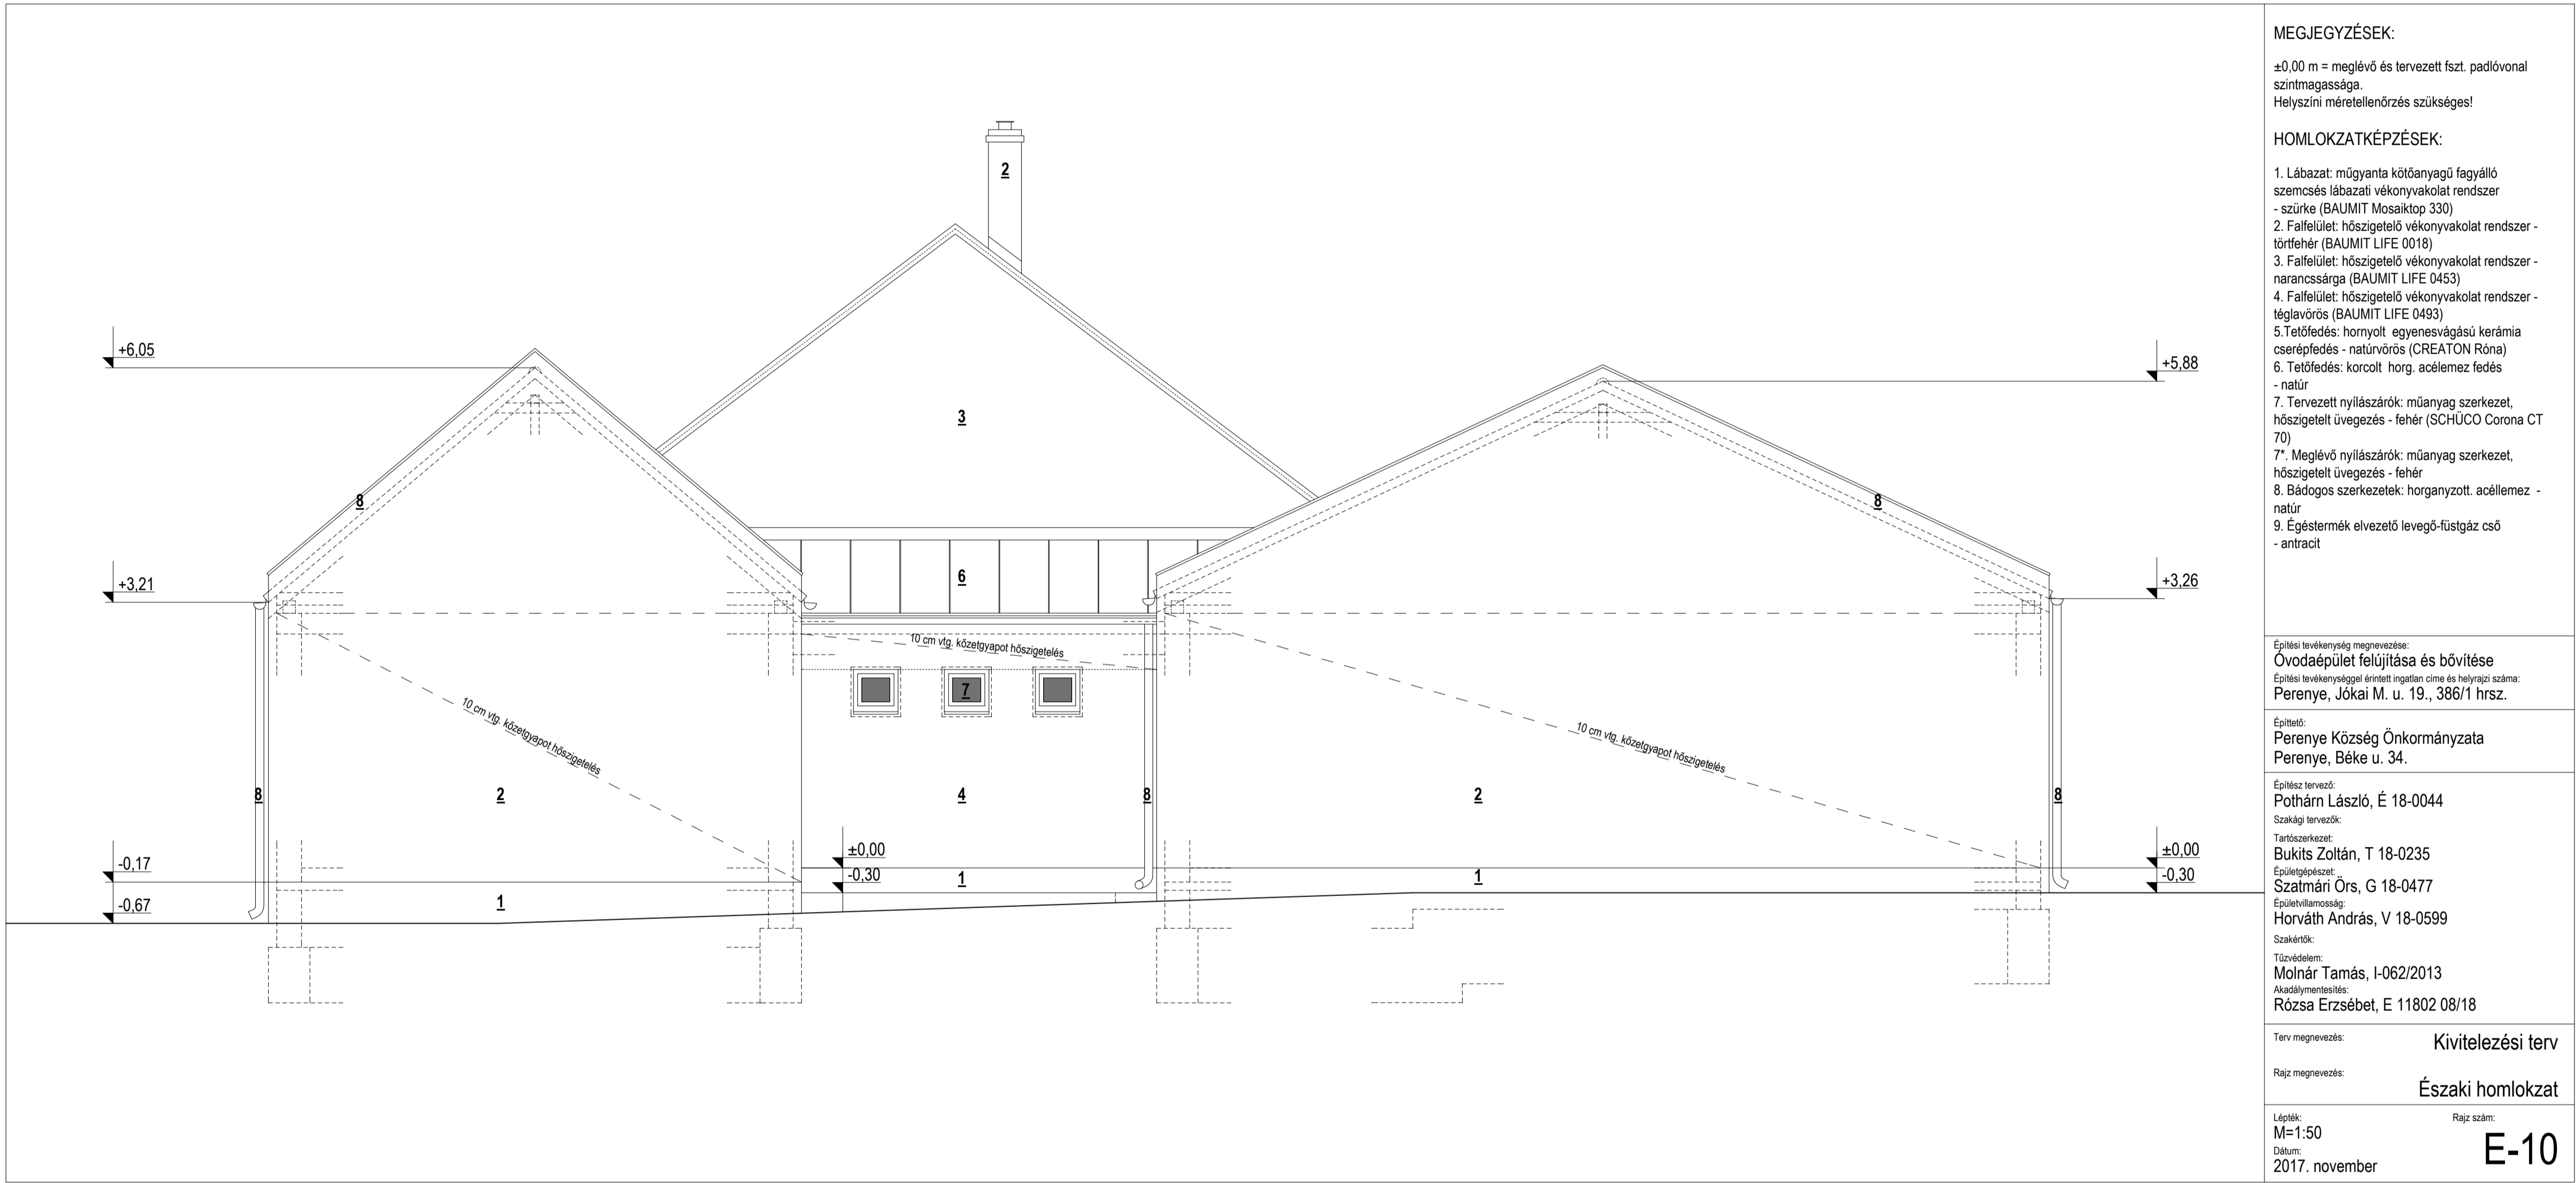 2
+6,05
+5,88
3
8
8
+3,21
6
+3,26
10 cm vtg. kőzetgyapot hőszigetelés
7
10 cm vtg. kőzetgyapot hőszigetelés
10 cm vtg. kőzetgyapot hőszigetelés
8
2
4
8
2
8
-0,17
±0,00
±0,00
-0,67
-0,30
-0,30
1
1
1
MEGJEGYZÉSEK:
±0,00 m = meglévő és tervezett fszt. padlóvonal
szintmagassága.
Helyszíni méretellenőrzés szükséges!
HOMLOKZATKÉPZÉSEK:
1. Lábazat: műgyanta kötőanyagű fagyálló
szemcsés lábazati vékonyvakolat rendszer
- szürke (BAUMIT Mosaiktop 330)
2. Falfelület: hőszigetelő vékonyvakolat rendszer -
törtfehér (BAUMIT LIFE 0018)
3. Falfelület: hőszigetelő vékonyvakolat rendszer -
narancssárga (BAUMIT LIFE 0453)
4. Falfelület: hőszigetelő vékonyvakolat rendszer -
téglavörös (BAUMIT LIFE 0493)
5.Tetőfedés: hornyolt egyenesvágású kerámia
cserépfedés - natúrvörös (CREATON Róna)
6. Tetőfedés: korcolt horg. acélemez fedés
- natúr
7. Tervezett nyílászárók: műanyag szerkezet,
hőszigetelt üvegezés - fehér (SCHÜCO Corona CT
70)
7*. Meglévő nyílászárók: műanyag szerkezet,
hőszigetelt üvegezés - fehér
8. Bádogos szerkezetek: horganyzott. acéllemez -
natúr
9. Égéstermék elvezető levegő-füstgáz cső
- antracit
Építési tevékenység megnevezése:
Óvodaépület felújítása és bővítése
Építési tevékenységgel érintett ingatlan címe és helyrajzi száma:
Perenye, Jókai M. u. 19., 386/1 hrsz.
Építtető:
Perenye Község Önkormányzata
Perenye, Béke u. 34.
Építész tervező:
Pothárn László, É 18-0044
Szakági tervezők:
Tartószerkezet:
Bukits Zoltán, T 18-0235
Épületgépészet:
Szatmári Örs, G 18-0477
Épületvillamosság:
Horváth András, V 18-0599
Szakértők:
Tűzvédelem:
Molnár Tamás, I-062/2013
Akadálymentesítés:
Rózsa Erzsébet, E 11802 08/18
Terv megnevezés:
Kivitelezési terv
Rajz megnevezés:
Északi homlokzat
Lépték:
M=1:50
Rajz szám:
E-10
Dátum:
2017. november